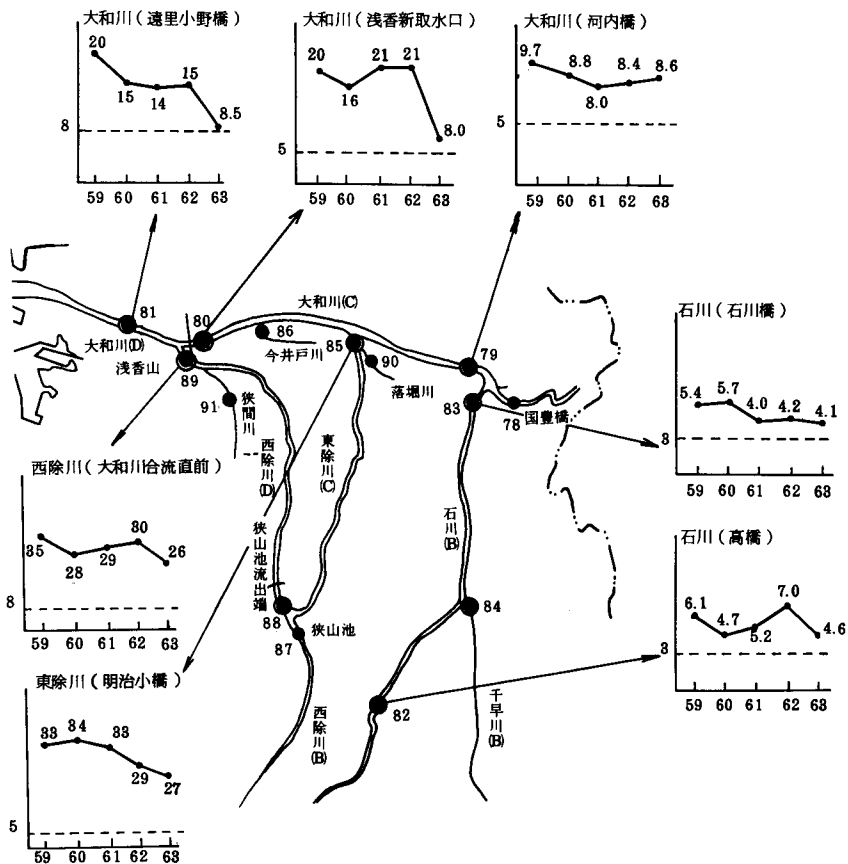 大和川(遠里小野橋)
20
15
14
15
8.5
8
59 60 61 62 63
大和川(浅香新取水口)
20
16
21
21
8.0
5
59 60 61 62 63
大和川(河内橋)
9.7
8.8
8.0
8.4
8.6
5
59 60 61 62 63
81
大和川(D)
80
浅香山
89
91
狭間川
86
今井戸川
大和川(C)
85
90
落堀川
79
83
78
国豊橋
西除川(D)
東除川(C)
石川(B)
狭山池流出端
88
87
狭山池
84
82
西除川(B)
千早川(B)
石川(石川橋)
5.4
5.7
4.0
4.2
4.1
3
59 60 61 62 63
石川(高橋)
6.1
4.7
5.2
7.0
4.6
3
59 60 61 62 63
西除川(大和川合流直前)
35
28
29
30
26
8
59 60 61 62 63
東除川(明治小橋)
33
34
33
29
27
5
59 60 61 62 63